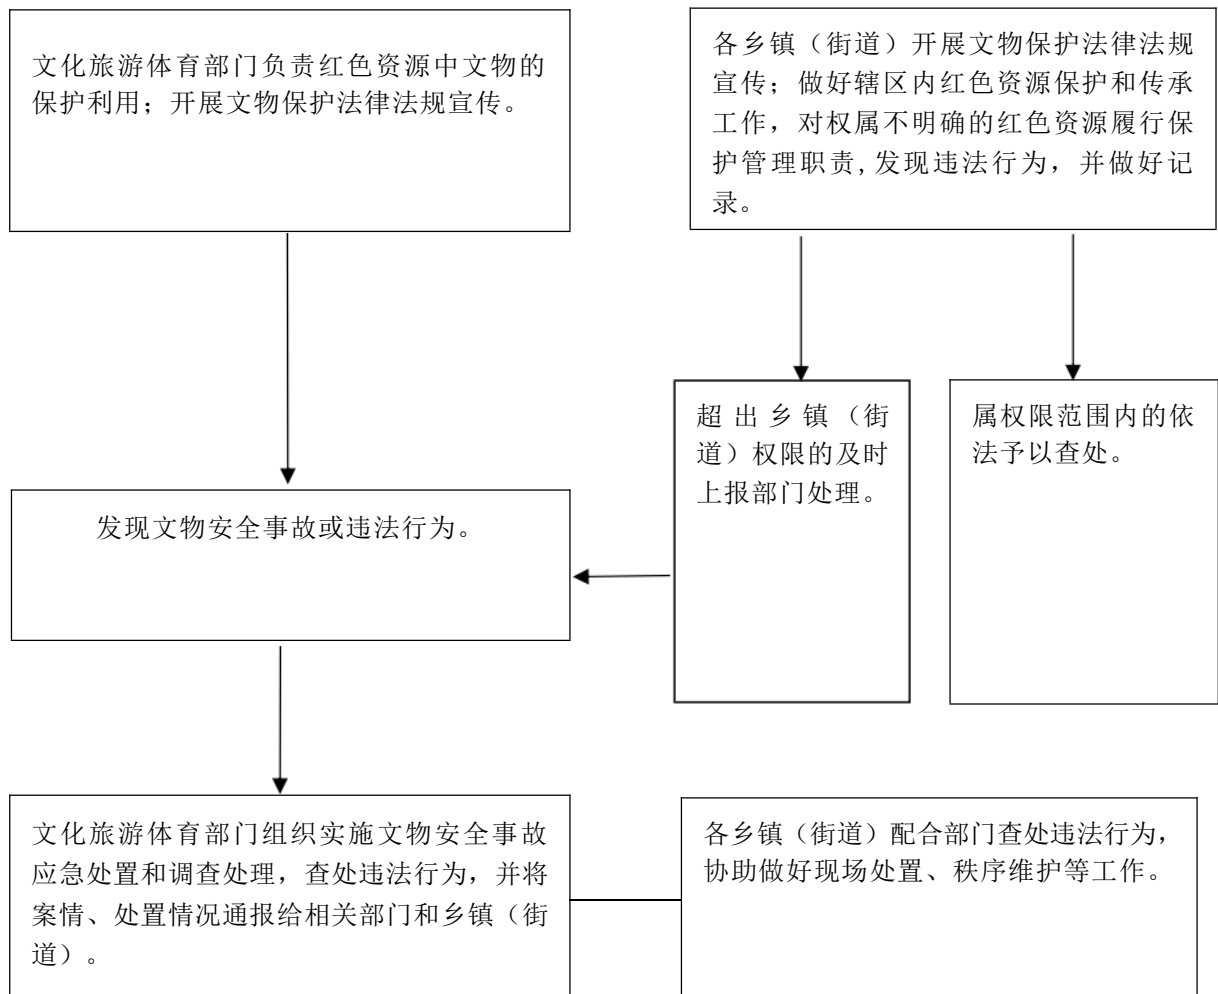 文化旅游体育部门负责红色资源中文物的
保护利用；开展文物保护法律法规宣传。
各乡镇（街道）开展文物保护法律法规
宣传；做好辖区内红色资源保护和传承
工作，对权属不明确的红色资源履行保
护管理职责,发现违法行为，并做好记
录。
超出乡镇（街
道）权限的及时
上报部门处理。
属权限范围内的依
法予以查处。
发现文物安全事故或违法行为。
文化旅游体育部门组织实施文物安全事故
应急处置和调查处理，查处违法行为，并将
案情、处置情况通报给相关部门和乡镇（街
道）。
各乡镇（街道）配合部门查处违法行为，
协助做好现场处置、秩序维护等工作。